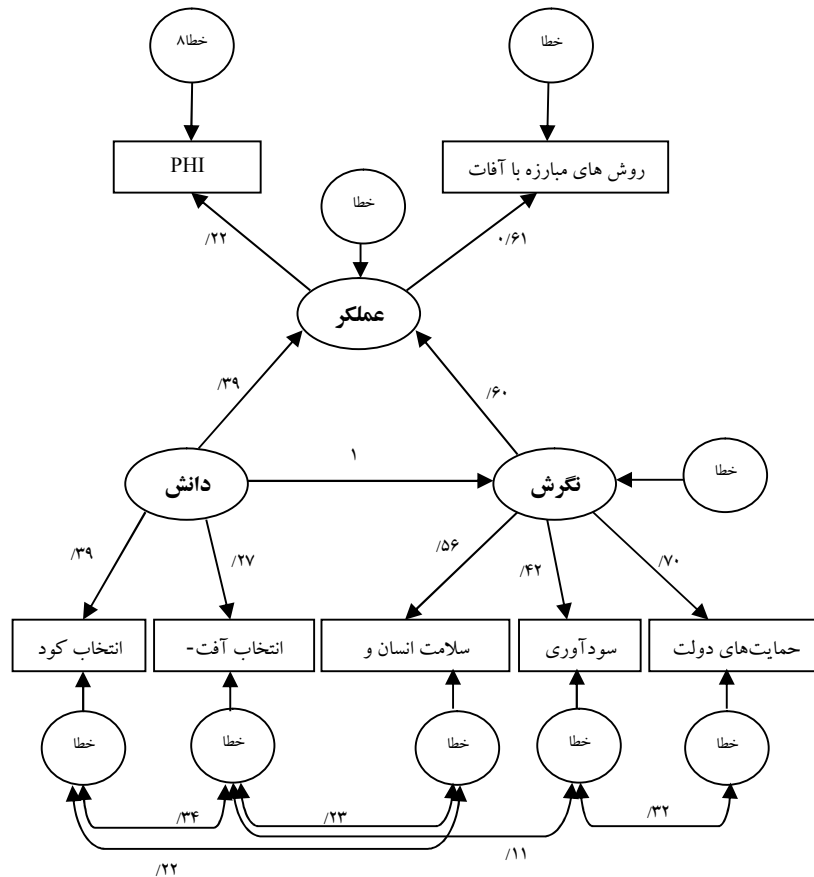 خطا۸
خطا
PHI
روش های مبارزه با آفات
خطا
/۲۲
۰/۶۱
عملکر
/۳۹
/۶۰
۱
دانش
نگرش
خطا
/۳۹
/۲۷
/۵۶
/۴۲
/۷۰
انتخاب کود
انتخاب آفت-
سلامت انسان و
سودآوری
حمایت‌های دولت
خطا
خطا
خطا
خطا
خطا
/۳۴
/۲۳
/۳۲
/۲۲
/۱۱